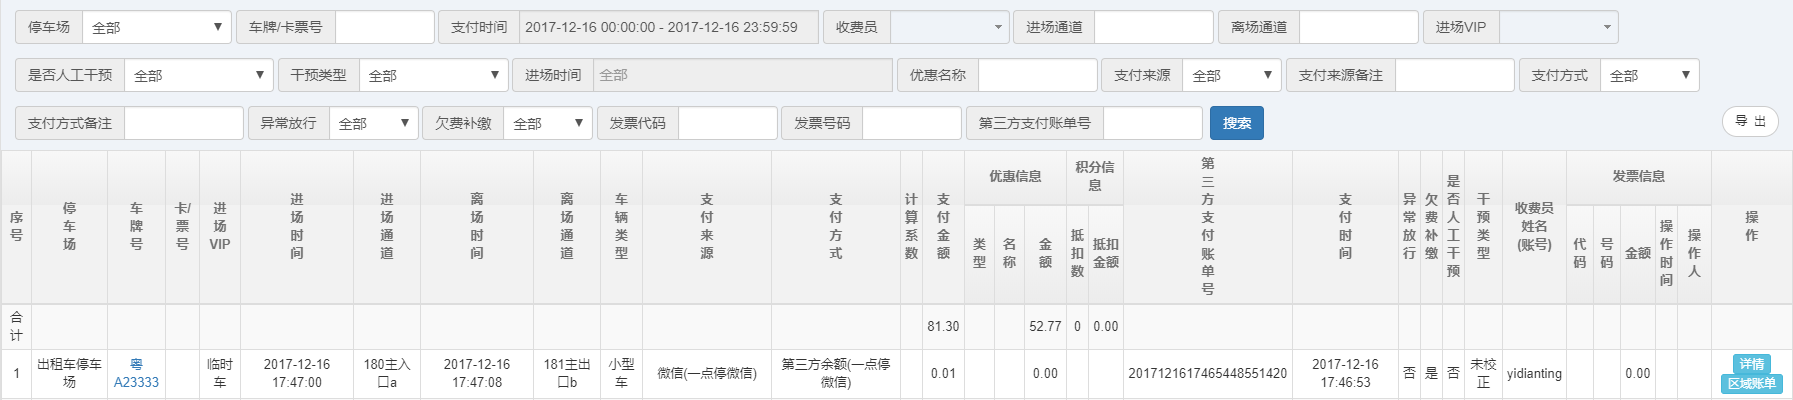 停车场 全部 车牌/卡票号 支付时间 2017-12-16 00:00:00 - 2017-12-16 23:59:59 收费员 进场通道 离场通道 进场VIP
是否人工干预 全部 干预类型 全部 进场时间 全部 优惠名称 支付来源 全部 支付来源备注 支付方式 全部
支付方式备注 异常放行 全部 欠费补缴 全部 发票代码 发票号码 第三方支付账单号 搜索 导 出
序号 停车场 车牌号 卡/票号 进场VIP 进场时间 进场通道 离场时间 离场通道 车辆类型 支付来源 支付方式 计算系数 支付金额 优惠信息 积分信息 第三方支付账单号 支付时间 异常放行 欠费补缴 是否人工干预 干预类型 收费员姓名(账号) 发票信息 操作
类型 名称 金额 抵扣数 抵扣金额 代码 号码 金额 操作时间 操作人
合计 81.30 52.77 0 0.00
1 出租车停车场 粤A23333 临时车 2017-12-16 17:47:00 180主入口a 2017-12-16 17:47:08 181主出口b 小型车 微信(一点停微信) 第三方余额(一点停微信) 0.01 0.00 2017121617465448551420 2017-12-16 17:46:53 否 是 否 未校正 yidianting 0.00 详情
区域账单